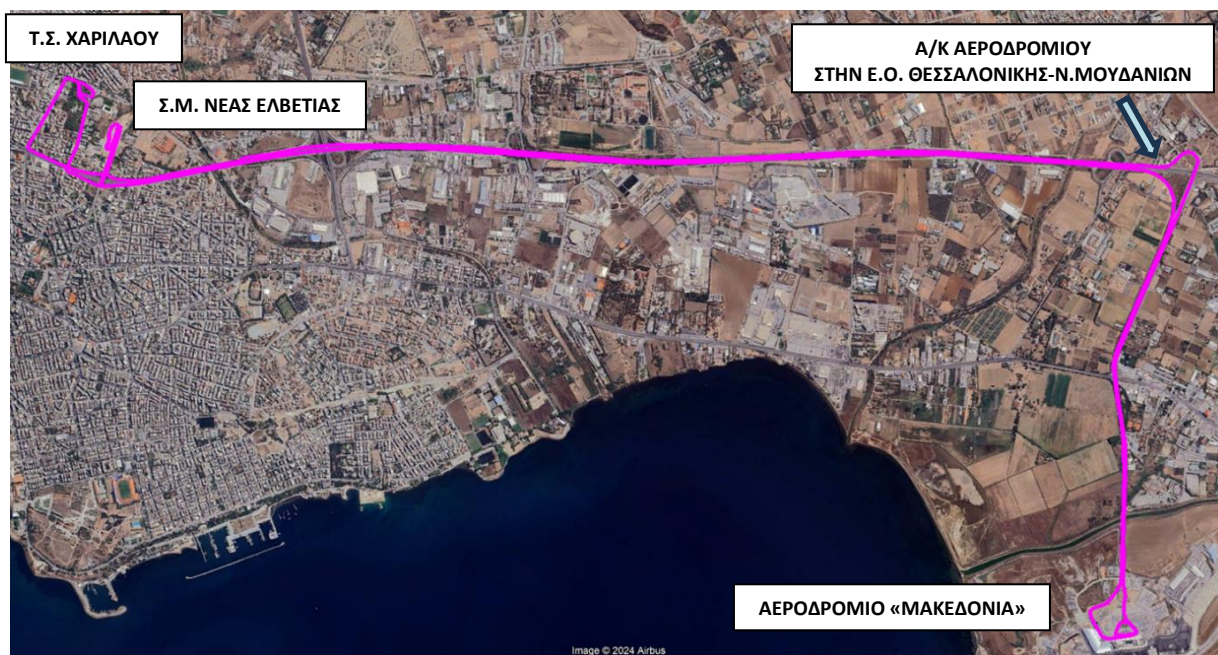 Τ.Σ. ΧΑΡΙΛΑΟΥ
Σ.Μ. ΝΕΑΣ ΕΛΒΕΤΙΑΣ
Α/Κ ΑΕΡΟΔΡΟΜΙΟΥ
ΣΤΗΝ Ε.Ο. ΘΕΣΣΑΛΟΝΙΚΗΣ-Ν.ΜΟΥΔΑΝΙΩΝ
ΑΕΡΟΔΡΟΜΙΟ «ΜΑΚΕΔΟΝΙΑ»
Image © 2024 Airbus